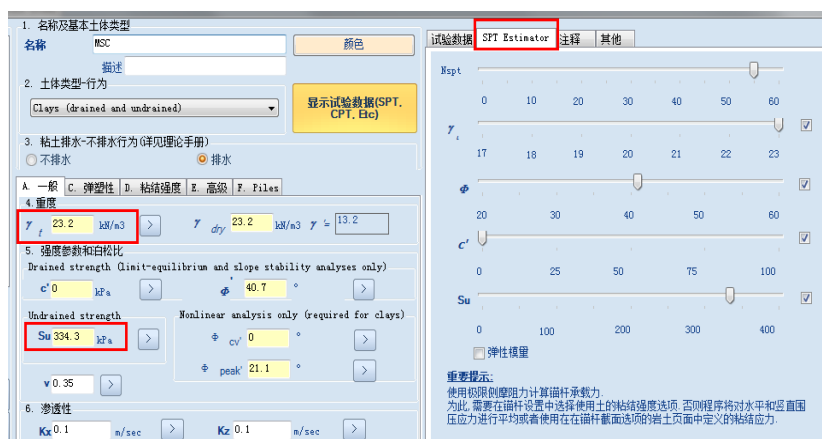 1. 名称及基本土体类型
名称 MSC 颜色
描述
2. 土体类型-行为
Clays (drained and undrained)
显示试验数据(SPT,
CPT, Etc)
3. 粘土排水-不排水行为(详见理论手册)
不排水 排水
A. 一般 C. 弹塑性 D. 粘结强度 E. 高级 F. Piles
4.重度
γ t 23.2 kN/m3 > γ dry 23.2 kN/m3 γ'= 13.2
5. 强度参数和泊松比
Drained strength (limit-equilibrium and slope stability analyses only)
c' 0 kPa > Φ' 40.7 ° >
Undrained strength Nonlinear analysis only (required for clays)
Su 334.3 kPa > Φ cv' 0 ° >
Φ peak' 21.1 ° >
v 0.35 >
6. 渗透性
Kx 0.1 m/sec > Kz 0.1 m/sec >
试验数据 SPT Estimator 注释 其他
Nspt
0 10 20 30 40 50 60
γ t
17 18 19 20 21 22 23
Φ
20 30 40 50 60
c'
0 25 50 75 100
Su
0 100 200 300 400
弹性模量
重要提示:
使用极限侧摩阻力计算锚杆承载力.
为此,需要在锚杆设置中选择使用土的粘结强度选项.否则程序将对水平和竖直围
压应力进行平均或者使用在在锚杆截面选项的岩土页面中定义的粘结应力.